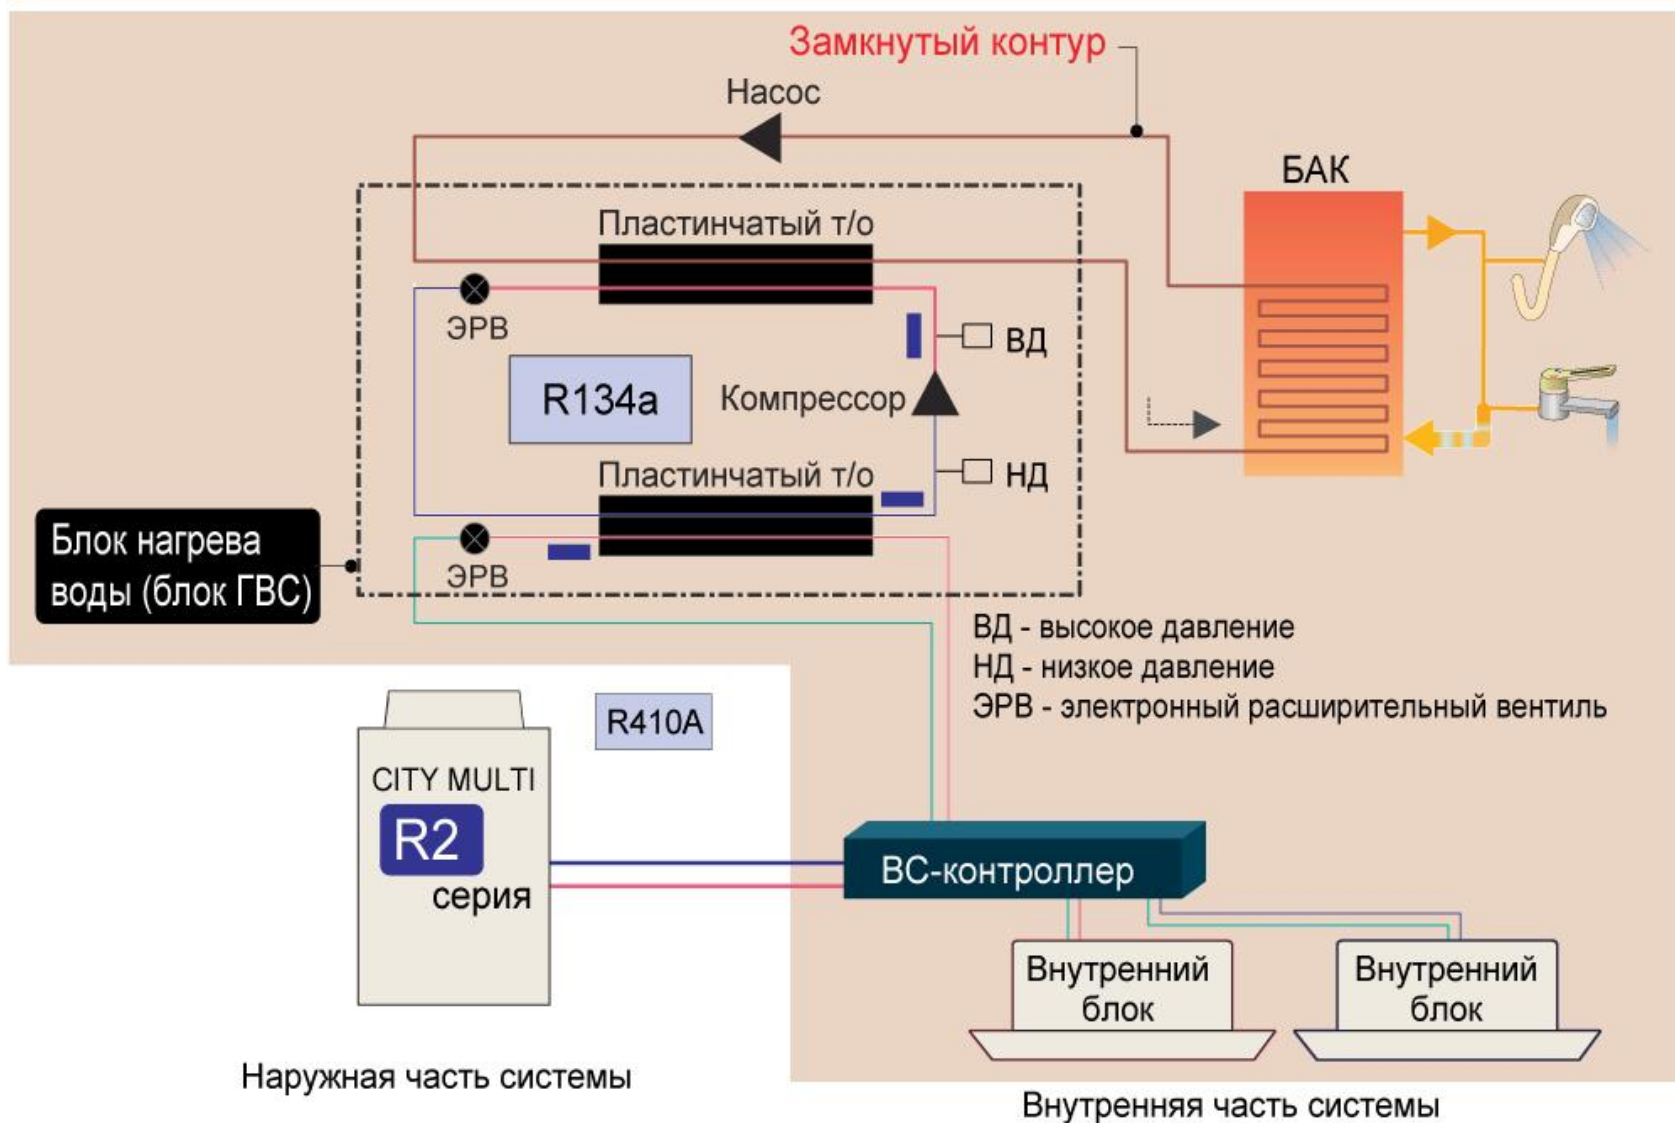 Замкнутый контур
Насос
БАК
Пластинчатый т/о
ЭРВ
ВД
R134a
Компрессор
Пластинчатый т/о
НД
Блок нагрева
воды (блок ГВС)
ЭРВ
ВД - высокое давление
НД - низкое давление
ЭРВ - электронный расширительный вентиль
R410A
CITY MULTI
R2
серия
ВС-контроллер
Внутренний
блок
Внутренний
блок
Наружная часть системы
Внутренняя часть системы